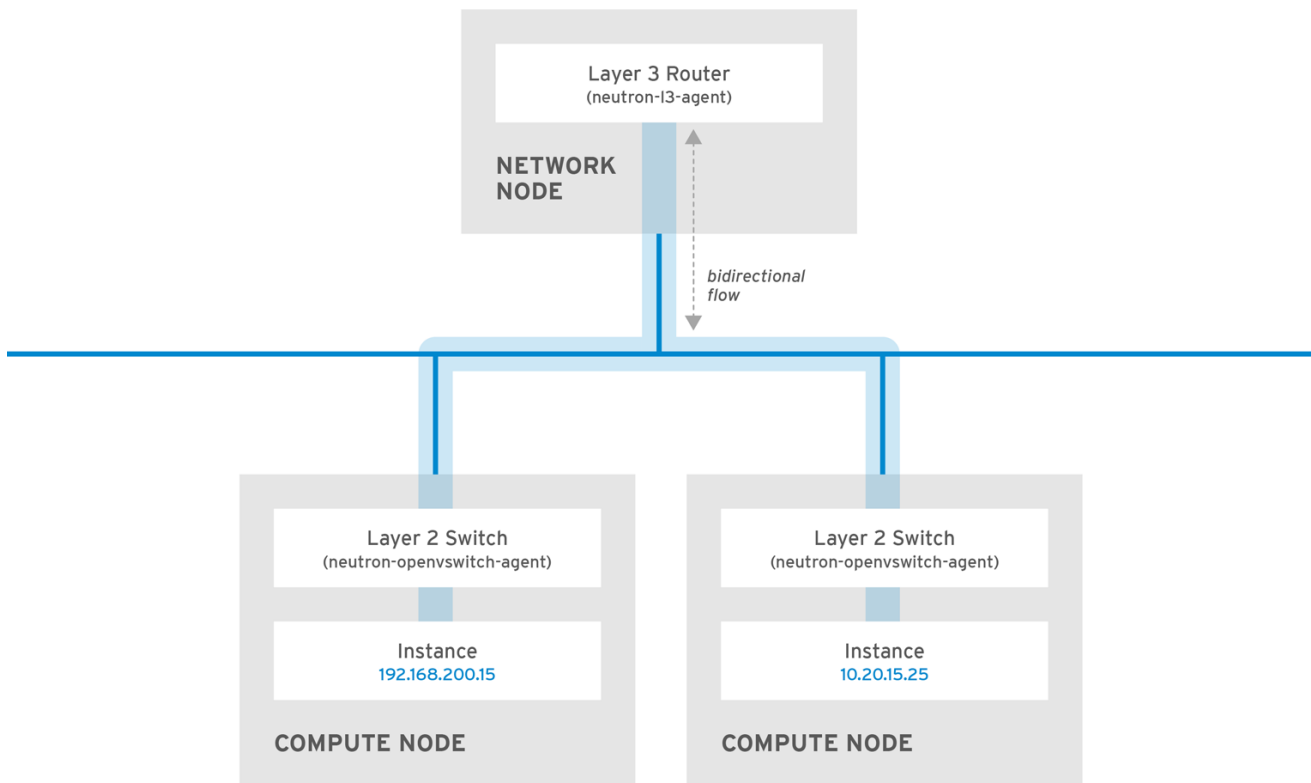 Layer 3 Router
(neutron-l3-agent)
NETWORK
NODE
bidirectional
flow
Layer 2 Switch
(neutron-openvswitch-agent)
Instance
192.168.200.15
COMPUTE NODE
Layer 2 Switch
(neutron-openvswitch-agent)
Instance
10.20.15.25
COMPUTE NODE